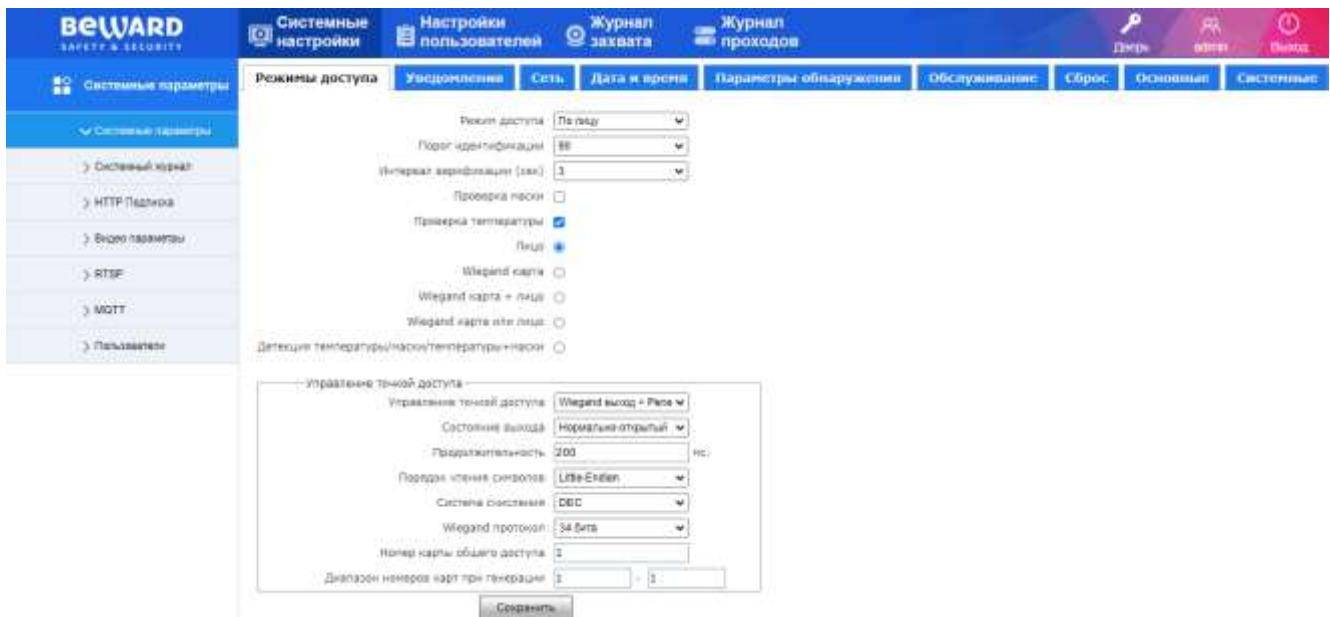 BEWARD
SAFETY & SECURITY
Системные настройки
Настройки пользователей
Журнал захвата
Журнал проходов
Дверь
admin
Выход
Системные параметры
Режимы доступа
Уведомления
Сеть
Дата и время
Параметры обнаружения
Обслуживание
Сброс
Основные
Системные
Системные параметры
Системный журнал
HTTP Подписка
Видео параметры
RTSP
MQTT
Пользователи
Режим доступа По лицу
Порог идентификации
Интервал верификации (сек) 3
Проверка маски
Проверка температуры
Лицо
Wiegand карта
Wiegand карта + лицо
Wiegand карта или лицо
Детекция температуры/маски/температуры+маски
Управление точкой доступа
Управление точкой доступа Wiegand выход + Реле
Состояние выхода Нормально-открытый
Продолжительность 200 мс.
Порядок чтения символов Little-Endien
Система счисления DEC
Wiegand протокол 34 бита
Номер карты общего доступа 1
Диапазон номеров карт при генерации 1 - 1
Сохранить